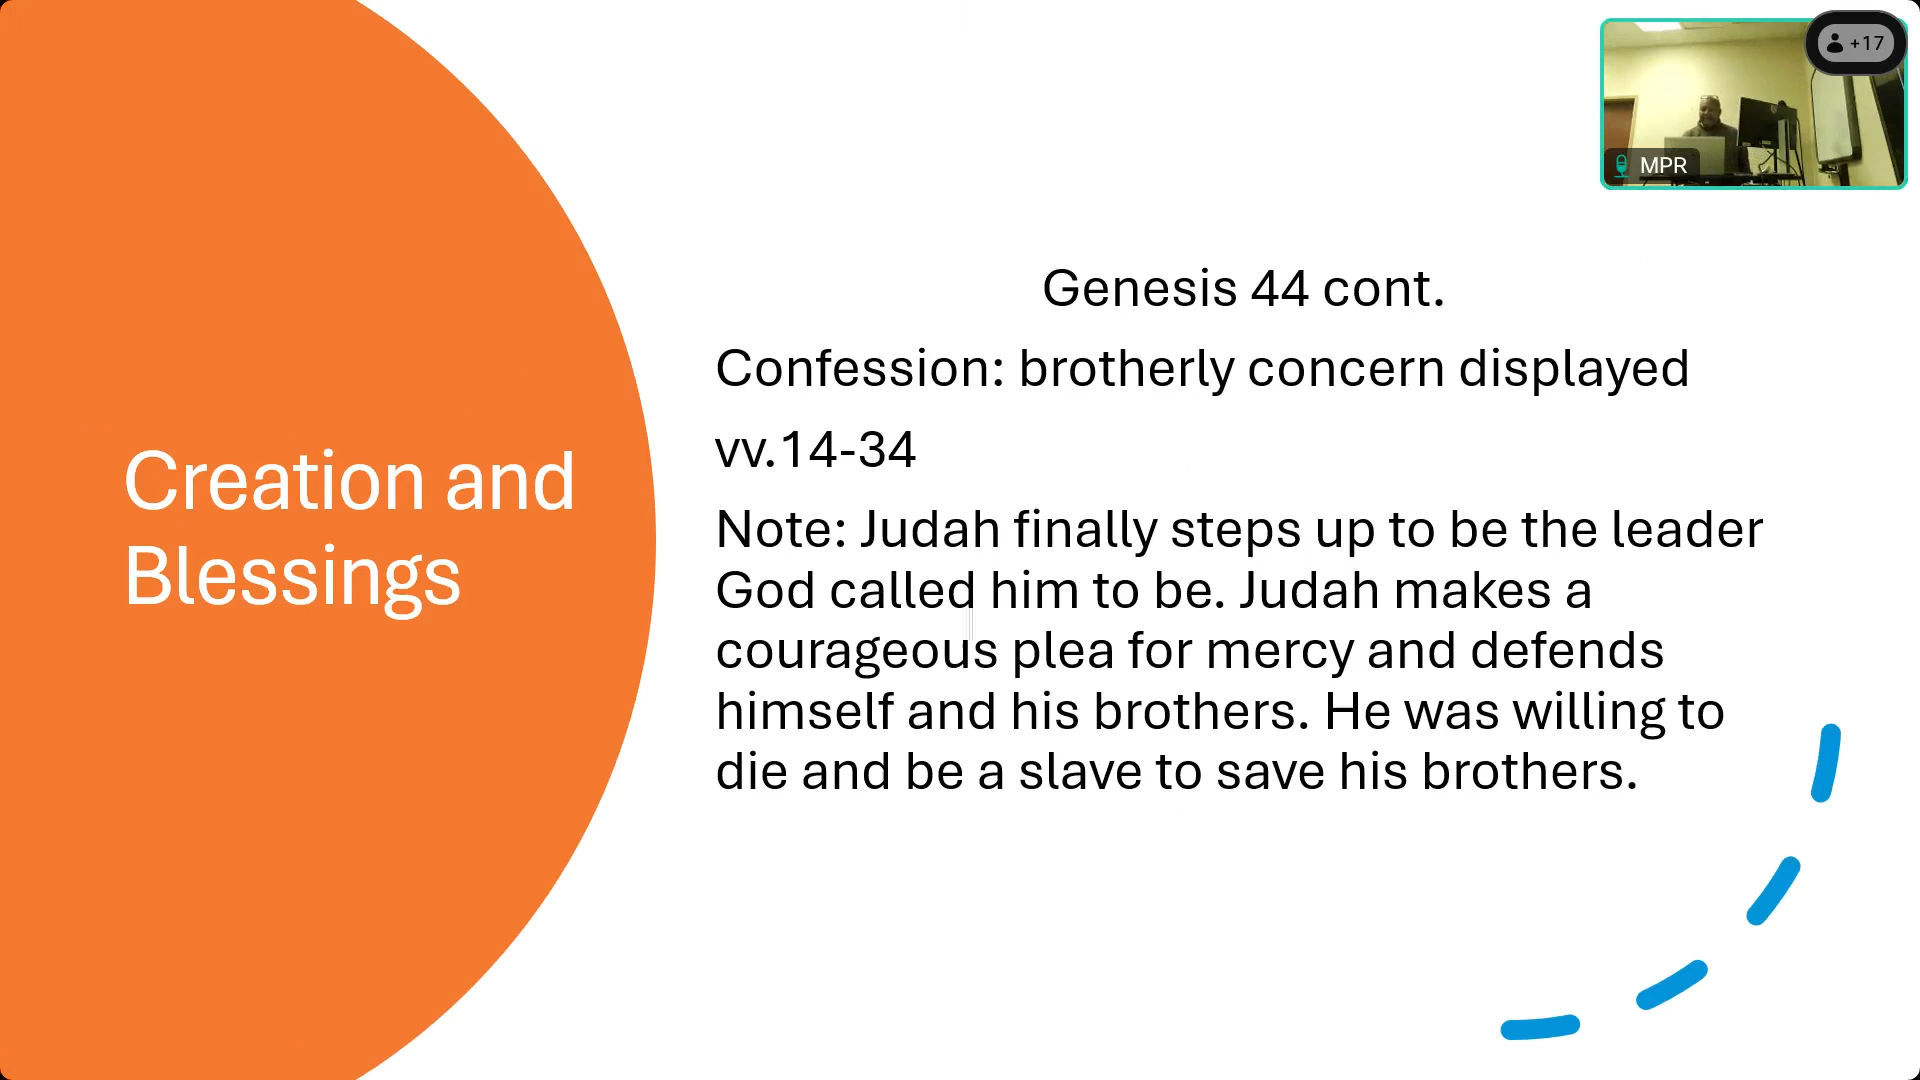 +17
MPR
Creation and
Blessings
Genesis 44 cont.
Confession: brotherly concern displayed
vv.14-34
Note: Judah finally steps up to be the leader
God called him to be. Judah makes a
courageous plea for mercy and defends
himself and his brothers. He was willing to
die and be a slave to save his brothers.